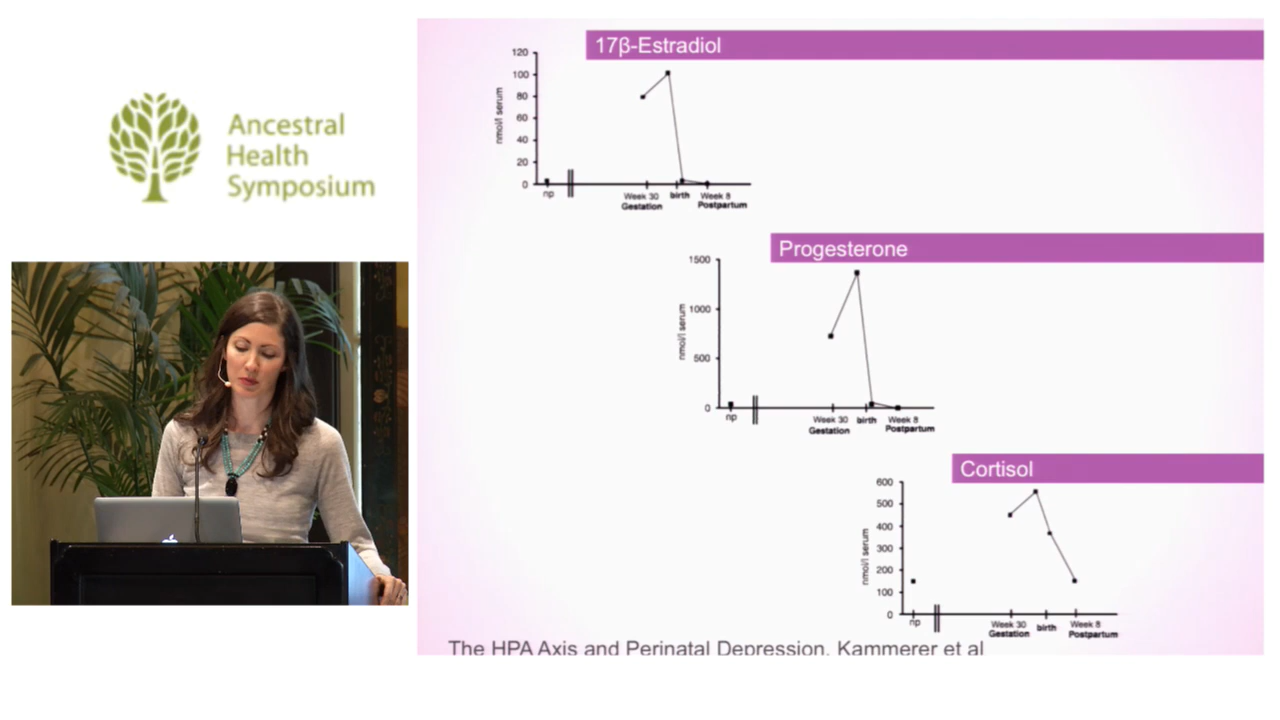 Ancestral
Health
Symposium
17β-Estradiol
120
100
80
60
40
20
0
nmol/l serum
np
Week 30
Gestation
birth
Week 8
Postpartum
Progesterone
1500
1000
500
0
nmol/l serum
np
Week 30
Gestation
birth
Week 8
Postpartum
Cortisol
600
500
400
300
200
100
0
nmol/l serum
np
Week 30
Gestation
birth
Week 8
Postpartum
The HPA Axis and Perinatal Depression, Kammerer et al